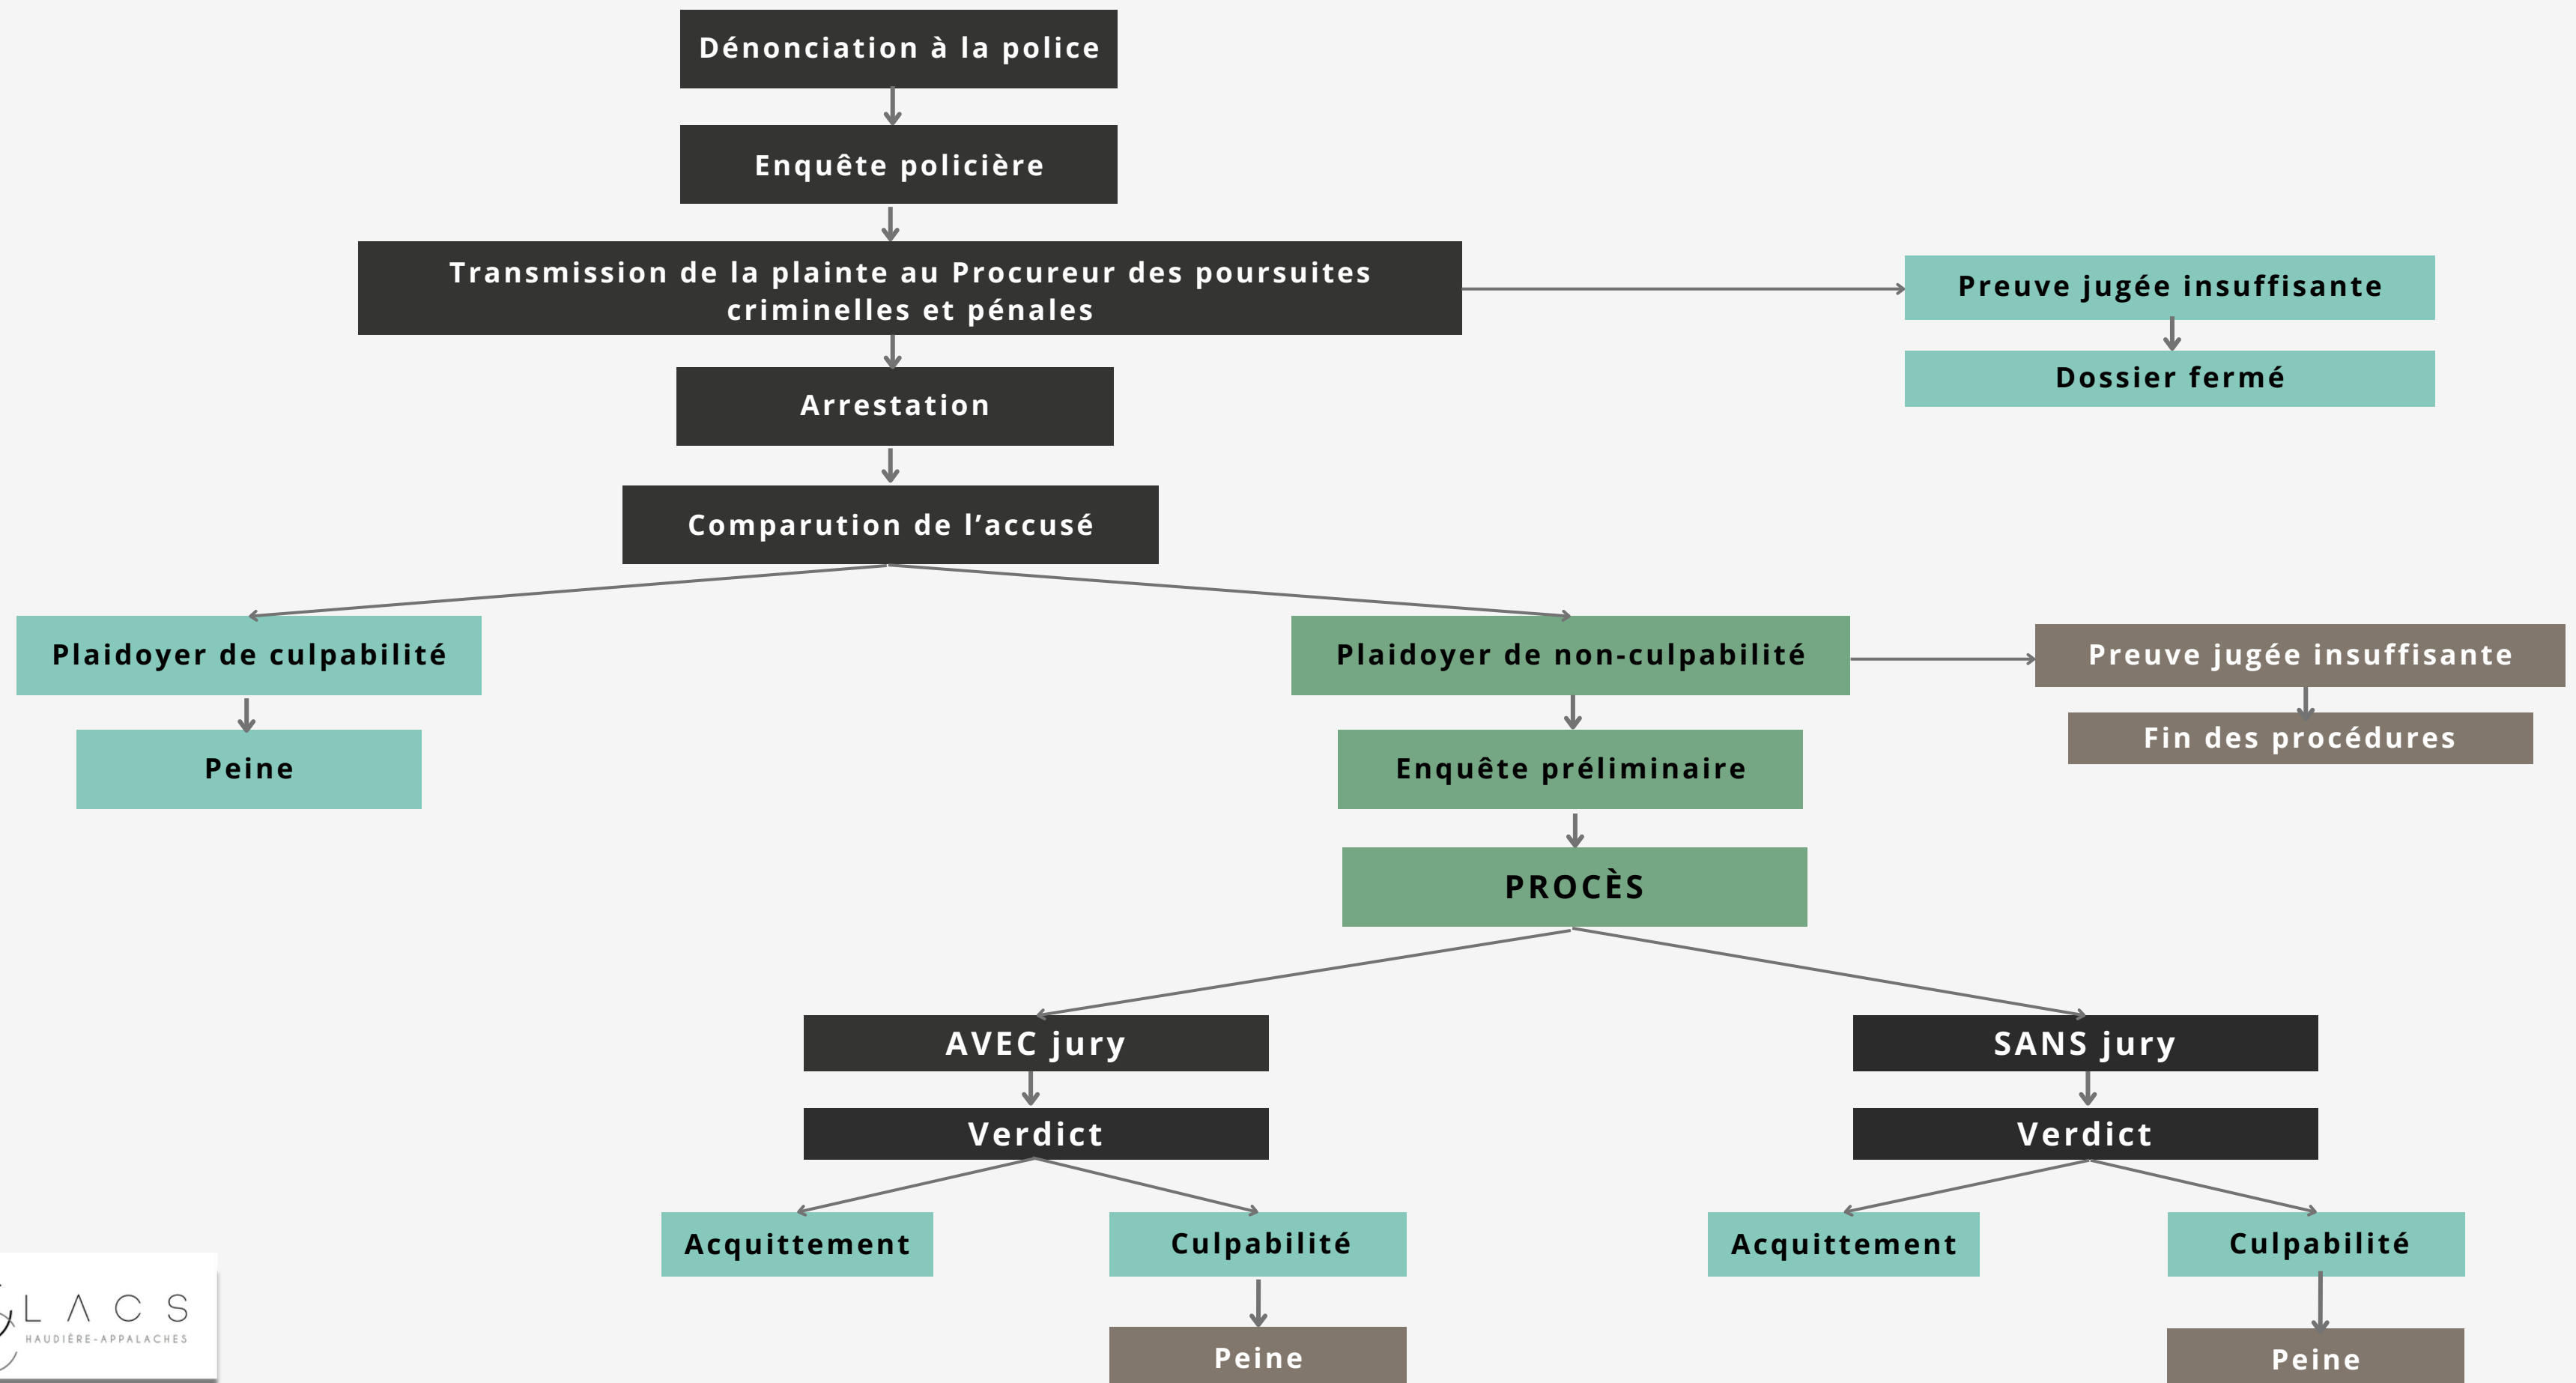 Dénonciation à la police
Enquête policière
Transmission de la plainte au Procureur des poursuites
criminelles et pénales
Preuve jugée insuffisante
Dossier fermé
Arrestation
Comparution de l’accusé
Plaidoyer de culpabilité
Plaidoyer de non-culpabilité
Preuve jugée insuffisante
Fin des procédures
Peine
Enquête préliminaire
PROCÈS
AVEC jury
SANS jury
Verdict
Verdict
Acquittement
Culpabilité
Acquittement
Culpabilité
Peine
Peine
LACS
HAUDIÈRE-APPALACHES